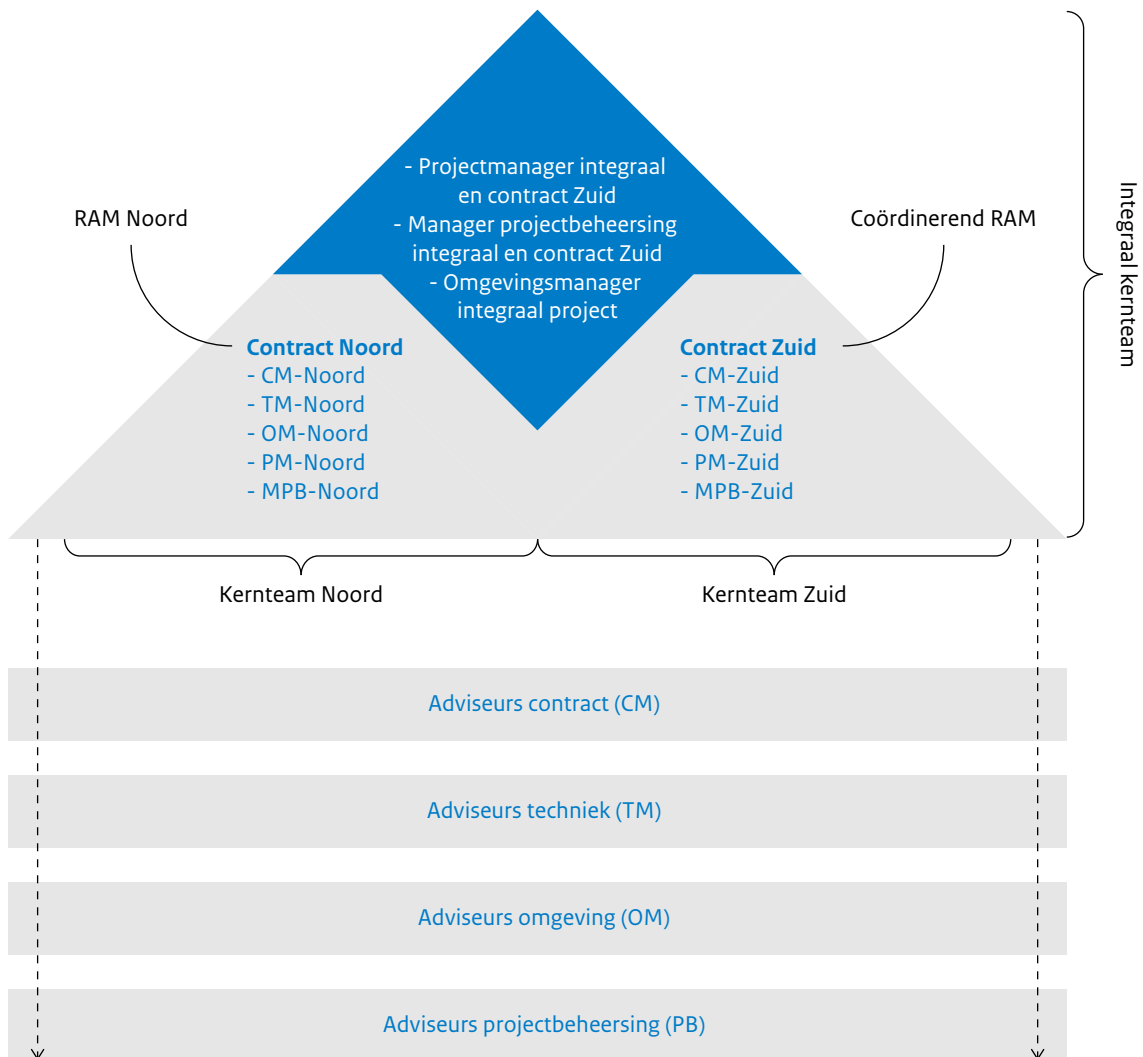 - Projectmanager integraal
en contract Zuid
- Manager projectbeheersing
integraal en contract Zuid
- Omgevingsmanager
integraal project
RAM Noord
Coördinerend RAM
Integraal kernteam
Contract Noord
- CM-Noord
- TM-Noord
- OM-Noord
- PM-Noord
- MPB-Noord
Contract Zuid
- CM-Zuid
- TM-Zuid
- OM-Zuid
- PM-Zuid
- MPB-Zuid
Kernteam Noord
Kernteam Zuid
Adviseurs contract (CM)
Adviseurs techniek (TM)
Adviseurs omgeving (OM)
Adviseurs projectbeheersing (PB)